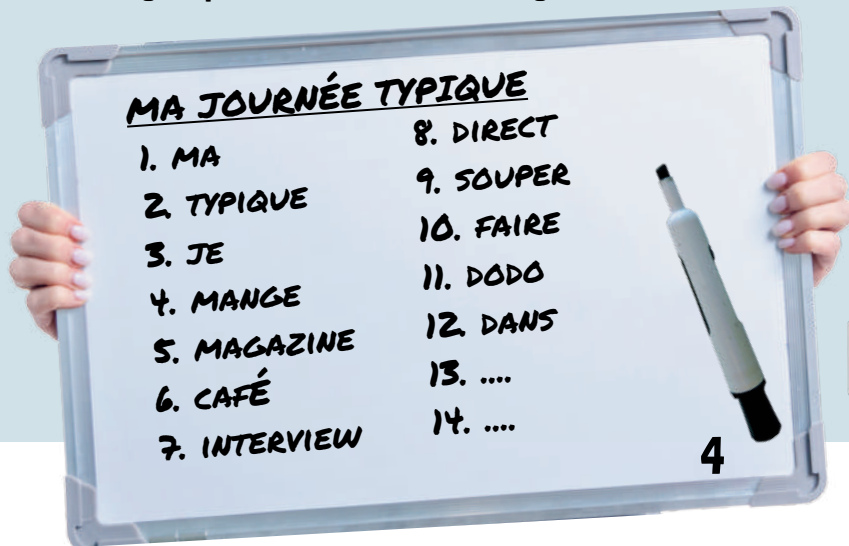 MA JOURNÉE TYPIQUE
1. MA
2. TYPIQUE
3. JE
4. MANGE
5. MAGAZINE
6. CAFÉ
7. INTERVIEW
8. DIRECT
9. SOUPER
10. FAIRE
11. DODO
12. DANS
13. ....
14. ....
4